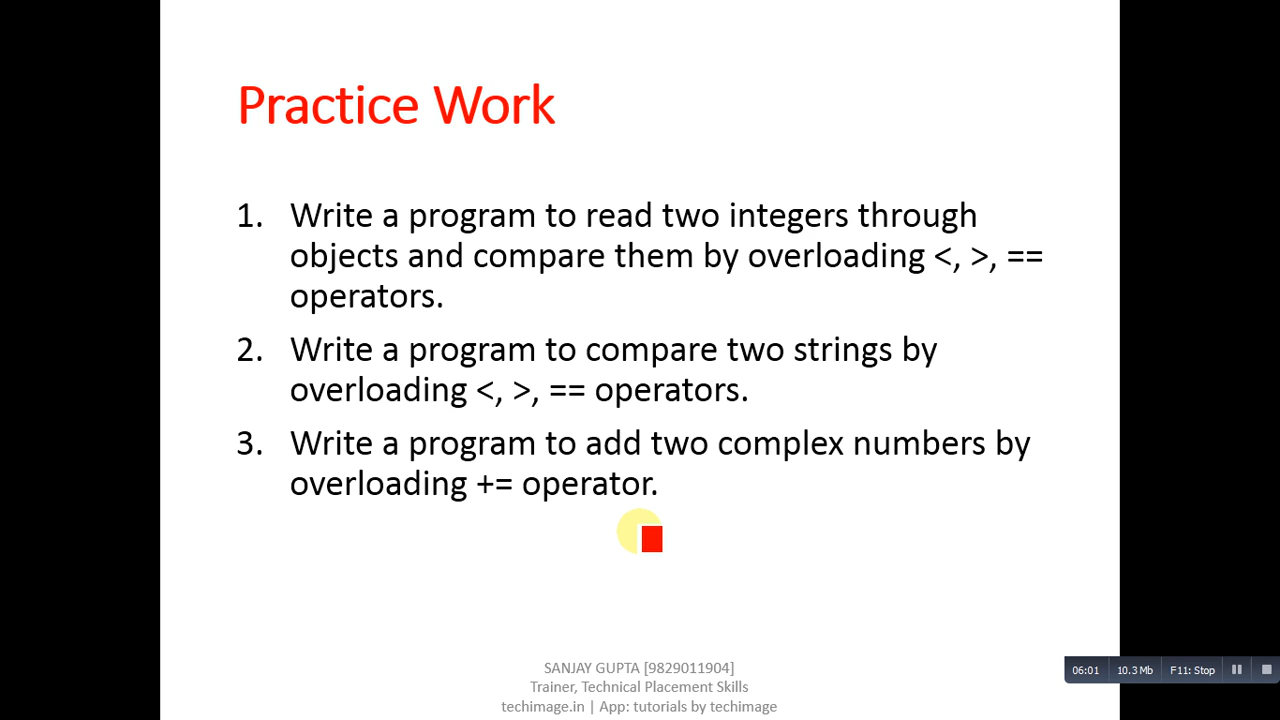 Practice Work
1. Write a program to read two integers through
objects and compare them by overloading <, >, ==
operators.
2. Write a program to compare two strings by
overloading <, >, == operators.
3. Write a program to add two complex numbers by
overloading += operator.
SANJAY GUPTA [9829011904]
Trainer, Technical Placement Skills
techimage.in | App: tutorials by techimage
06:01 10.3 Mb F11: Stop